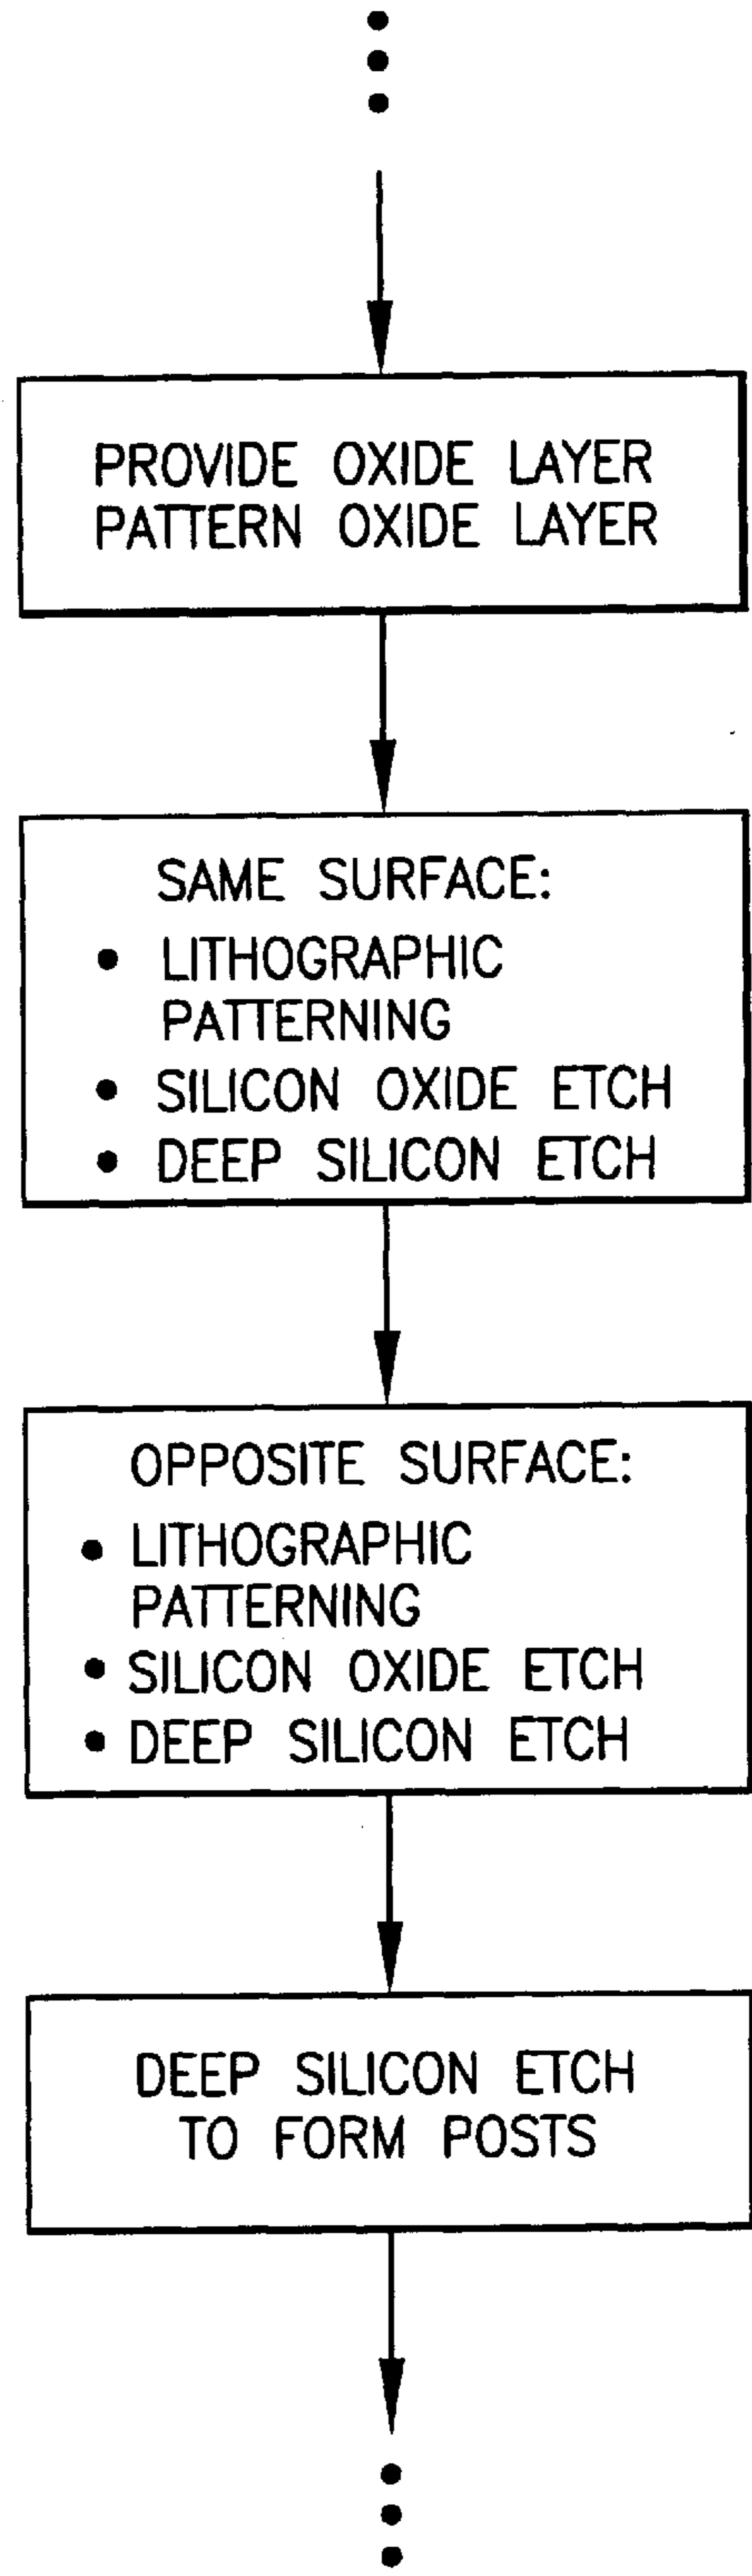 PROVIDE OXIDE LAYER
PATTERN OXIDE LAYER
SAME SURFACE:
• LITHOGRAPHIC
PATTERNING
• SILICON OXIDE ETCH
• DEEP SILICON ETCH
OPPOSITE SURFACE:
• LITHOGRAPHIC
PATTERNING
• SILICON OXIDE ETCH
• DEEP SILICON ETCH
DEEP SILICON ETCH
TO FORM POSTS